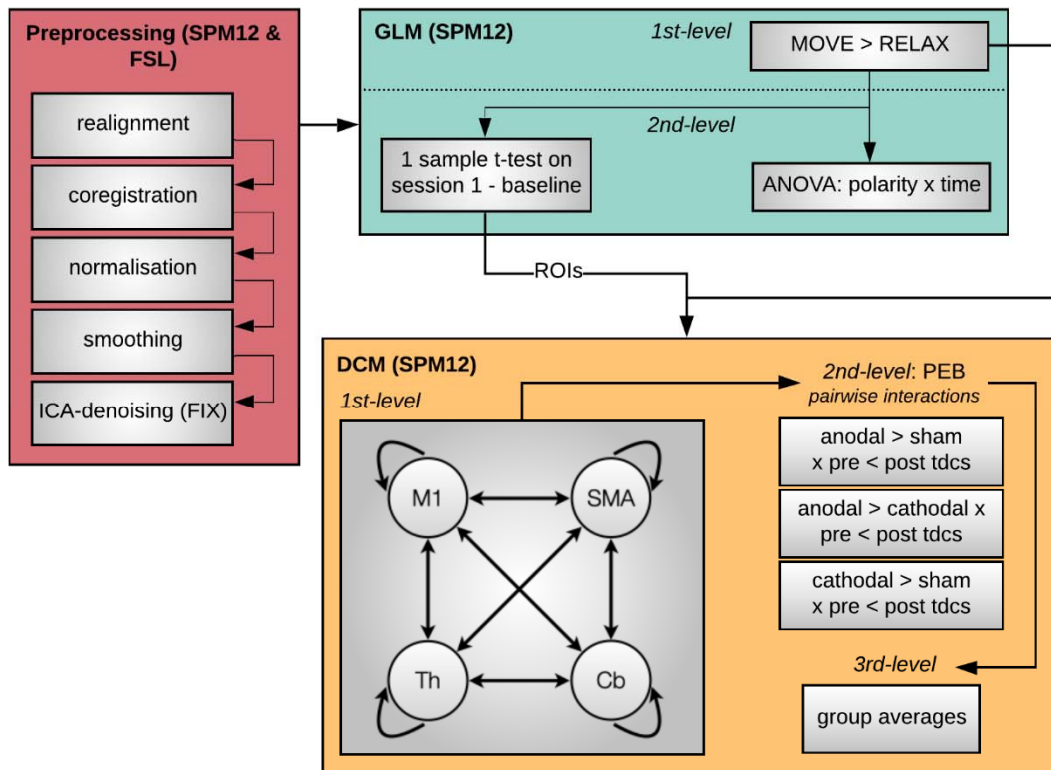 Preprocessing (SPM12 &
FSL)
realignment
coregistration
normalisation
smoothing
ICA-denoising (FIX)
GLM (SPM12)
1st-level
MOVE > RELAX
2nd-level
1 sample t-test on
session 1 - baseline
ANOVA: polarity x time
ROIs
DCM (SPM12)
1st-level
M1
SMA
Th
Cb
2nd-level: PEB
pairwise interactions
anodal > sham
x pre < post tdcs
anodal > cathodal x
pre < post tdcs
cathodal > sham
x pre < post tdcs
3rd-level
group averages